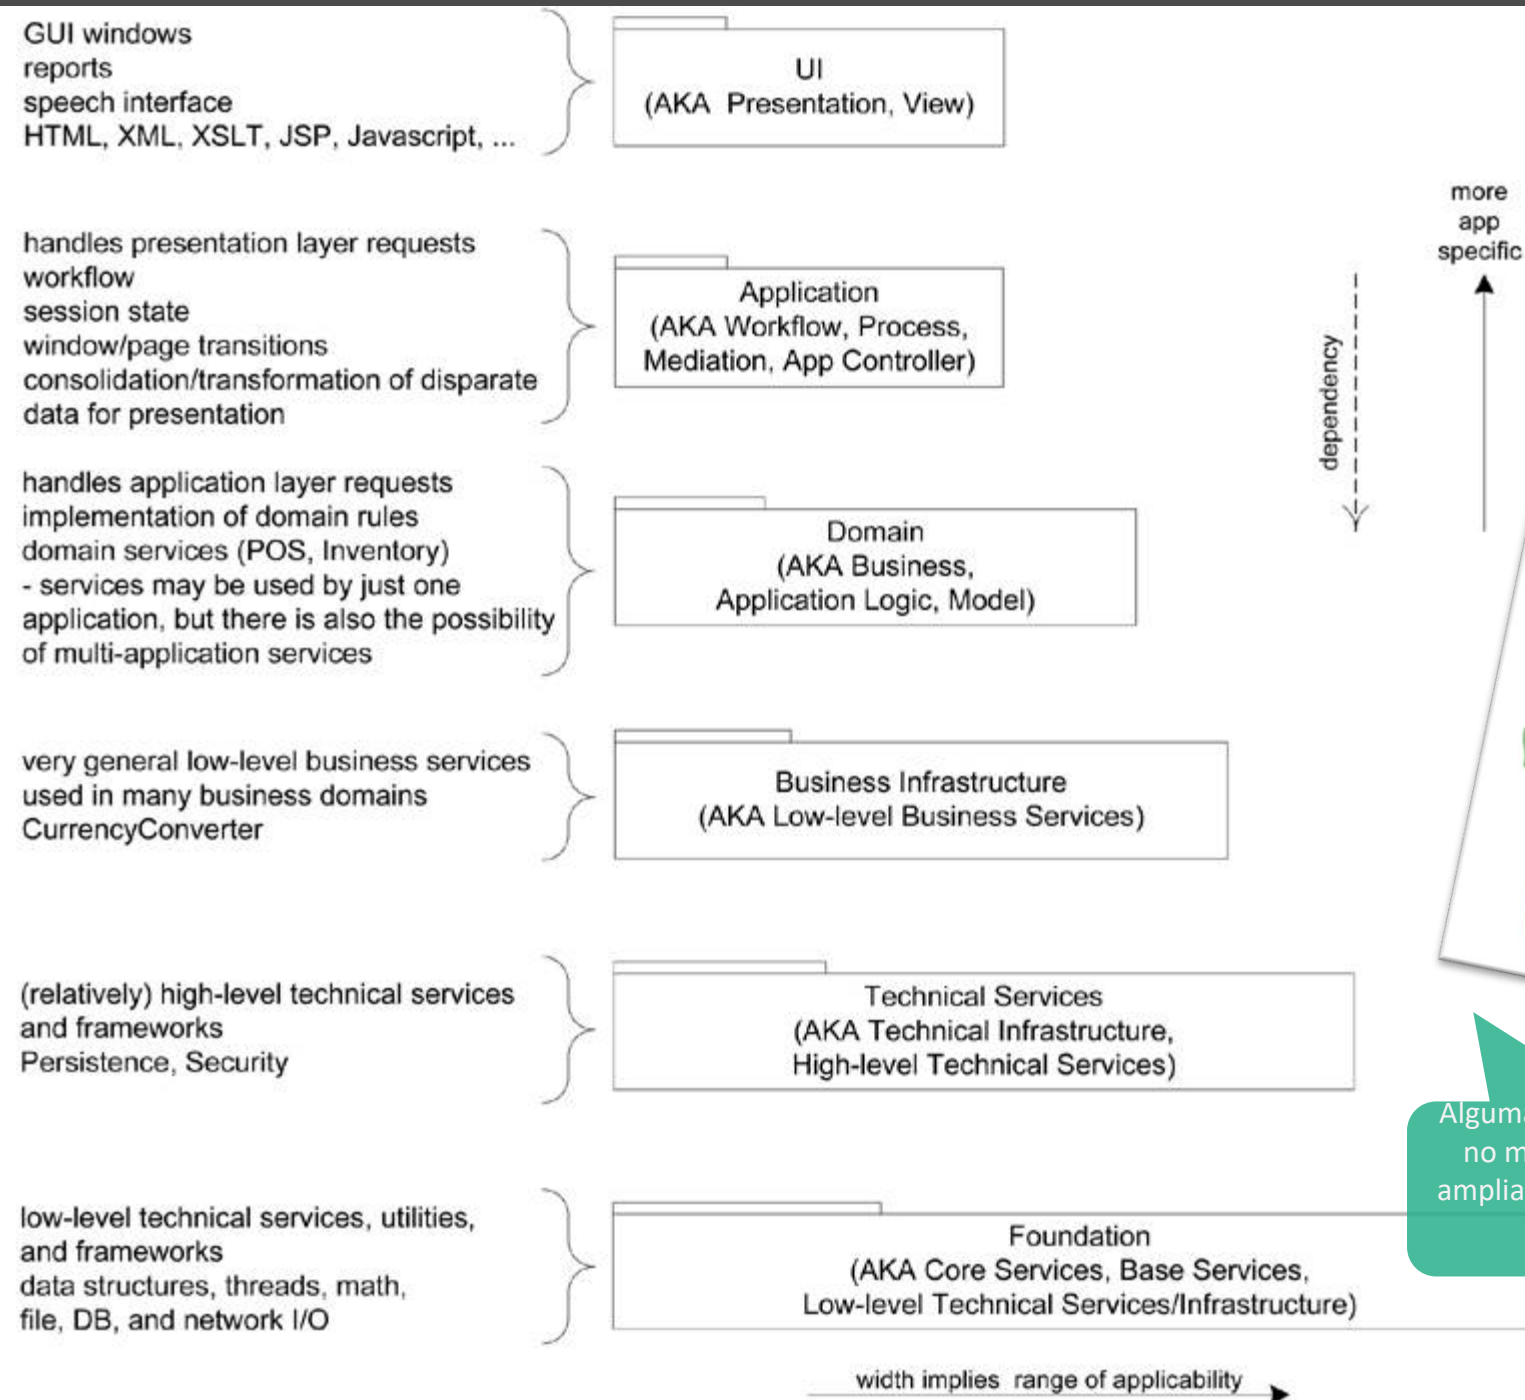 GUI windows
reports
speech interface
HTML, XML, XSLT, JSP, Javascript, ...
UI
(AKA Presentation, View)
more
app
specific
dependency
handles presentation layer requests
workflow
session state
window/page transitions
consolidation/transformation of disparate
data for presentation
Application
(AKA Workflow, Process,
Mediation, App Controller)
handles application layer requests
implementation of domain rules
domain services (POS, Inventory)
- services may be used by just one
application, but there is also the possibility
of multi-application services
Domain
(AKA Business,
Application Logic, Model)
very general low-level business services
used in many business domains
CurrencyConverter
Business Infrastructure
(AKA Low-level Business Services)
(relatively) high-level technical services
and frameworks
Persistence, Security
Technical Services
(AKA Technical Infrastructure,
High-level Technical Services)
low-level technical services, utilities,
and frameworks
data structures, threads, math,
file, DB, and network I/O
Foundation
(AKA Core Services, Base Services,
Low-level Technical Services/Infrastructure)
no
width implies range of applicability